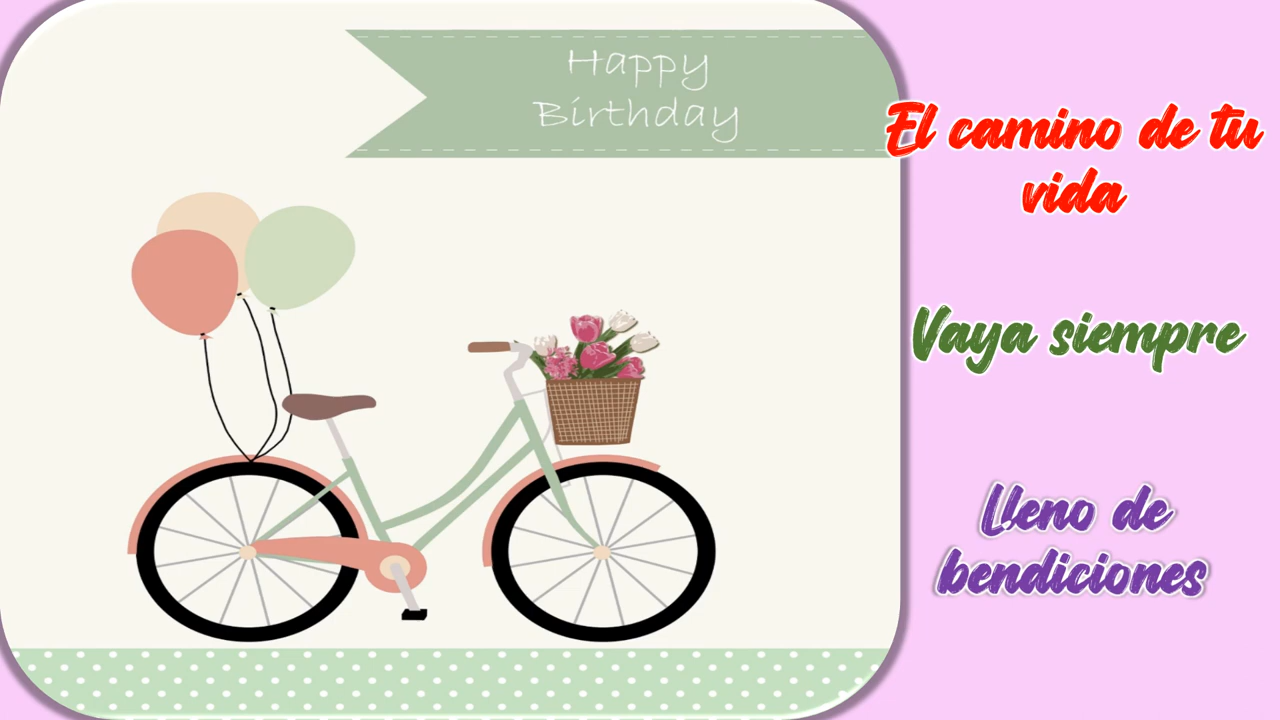 Happy
Birthday
El camino de tu
vida
Vaya siempre
Lleno de
bendiciones